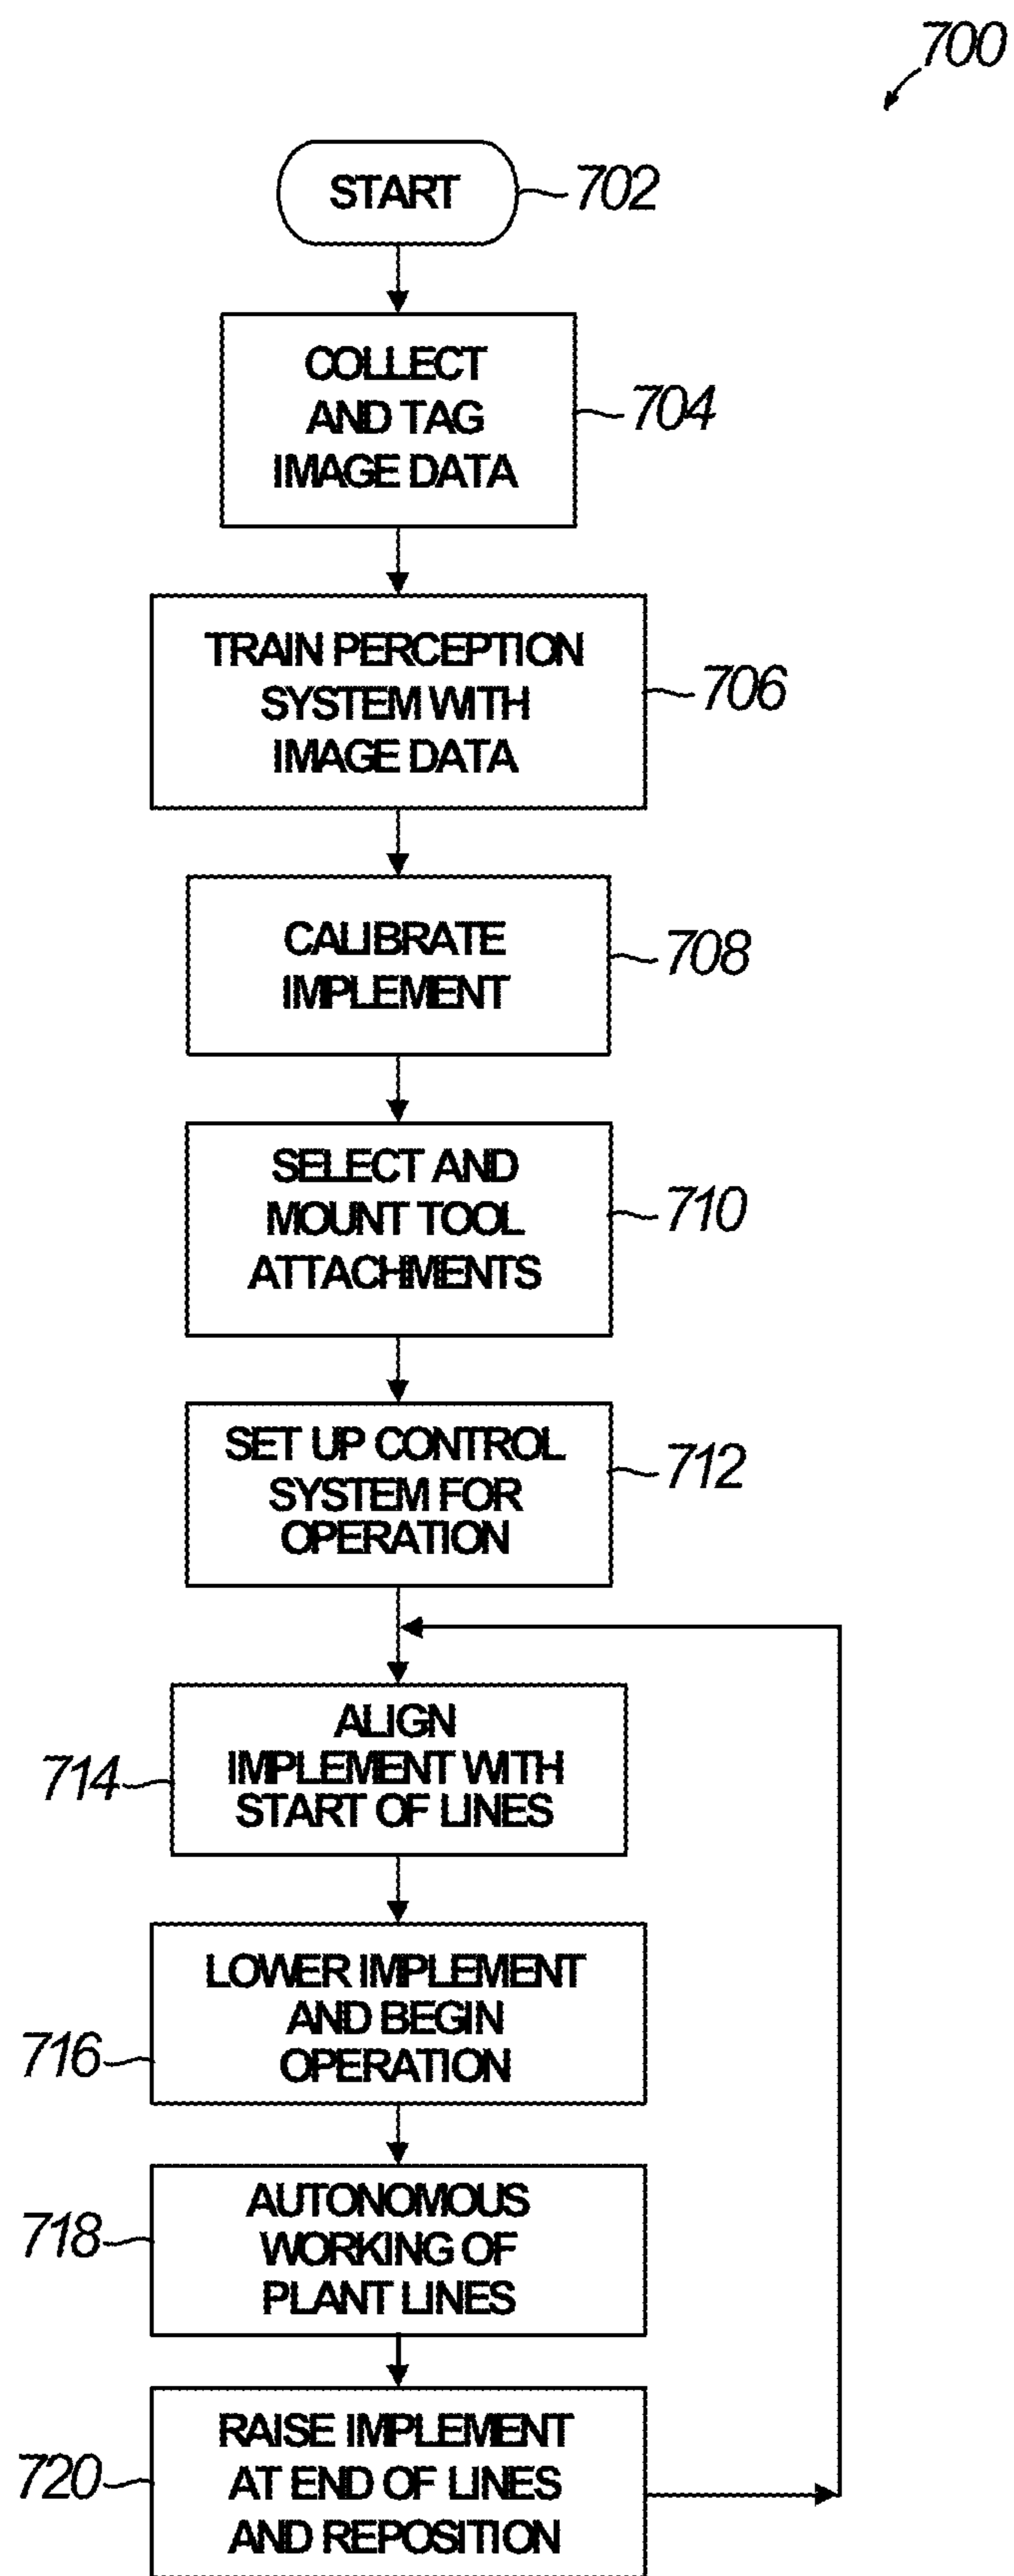 700
START
702
COLLECT
AND TAG
IMAGE DATA
704
TRAIN PERCEPTION
SYSTEM WITH
IMAGE DATA
706
CALIBRATE
IMPLEMENT
708
SELECT AND
MOUNT TOOL
ATTACHMENTS
710
SET UP CONTROL
SYSTEM FOR
OPERATION
712
ALIGN
IMPLEMENT WITH
START OF LINES
714
LOWER IMPLEMENT
AND BEGIN
OPERATION
716
AUTONOMOUS
WORKING OF
PLANT LINES
718
RAISE IMPLEMENT
AT END OF LINES
AND REPOSITION
720